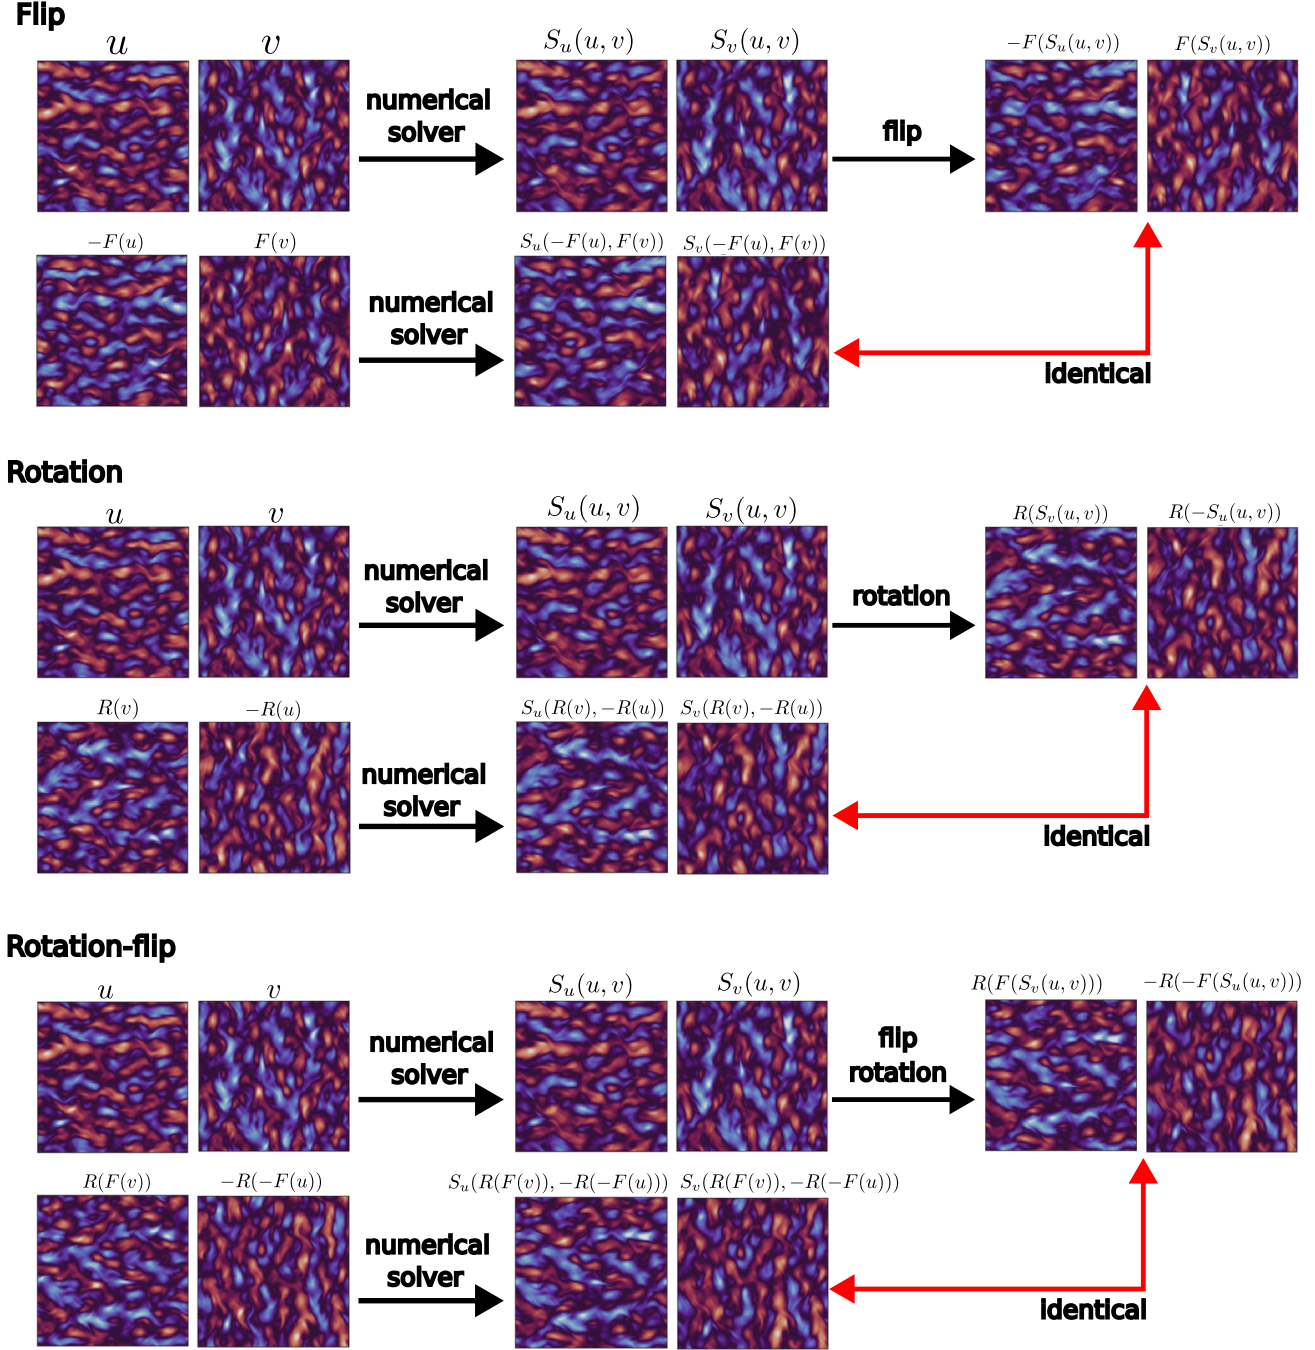 Flip
u v S_u(u, v) S_v(u, v) −F(S_u(u, v)) F(S_v(u, v))
numerical
solver
flip
−F(u) F(v) S_u(−F(u), F(v)) S_v(−F(u), F(v))
numerical
solver
identical
Rotation
u v S_u(u, v) S_v(u, v) R(S_v(u, v)) R(−S_u(u, v))
numerical
solver
rotation
R(v) −R(u) S_u(R(v), −R(u)) S_v(R(v), −R(u))
numerical
solver
identical
Rotation-flip
u v S_u(u, v) S_v(u, v) R(F(S_v(u, v))) −R(−F(S_u(u, v)))
numerical
solver
flip
rotation
R(F(v)) −R(−F(u)) S_u(R(F(v)), −R(−F(u))) S_v(R(F(v)), −R(−F(u)))
numerical
solver
identical